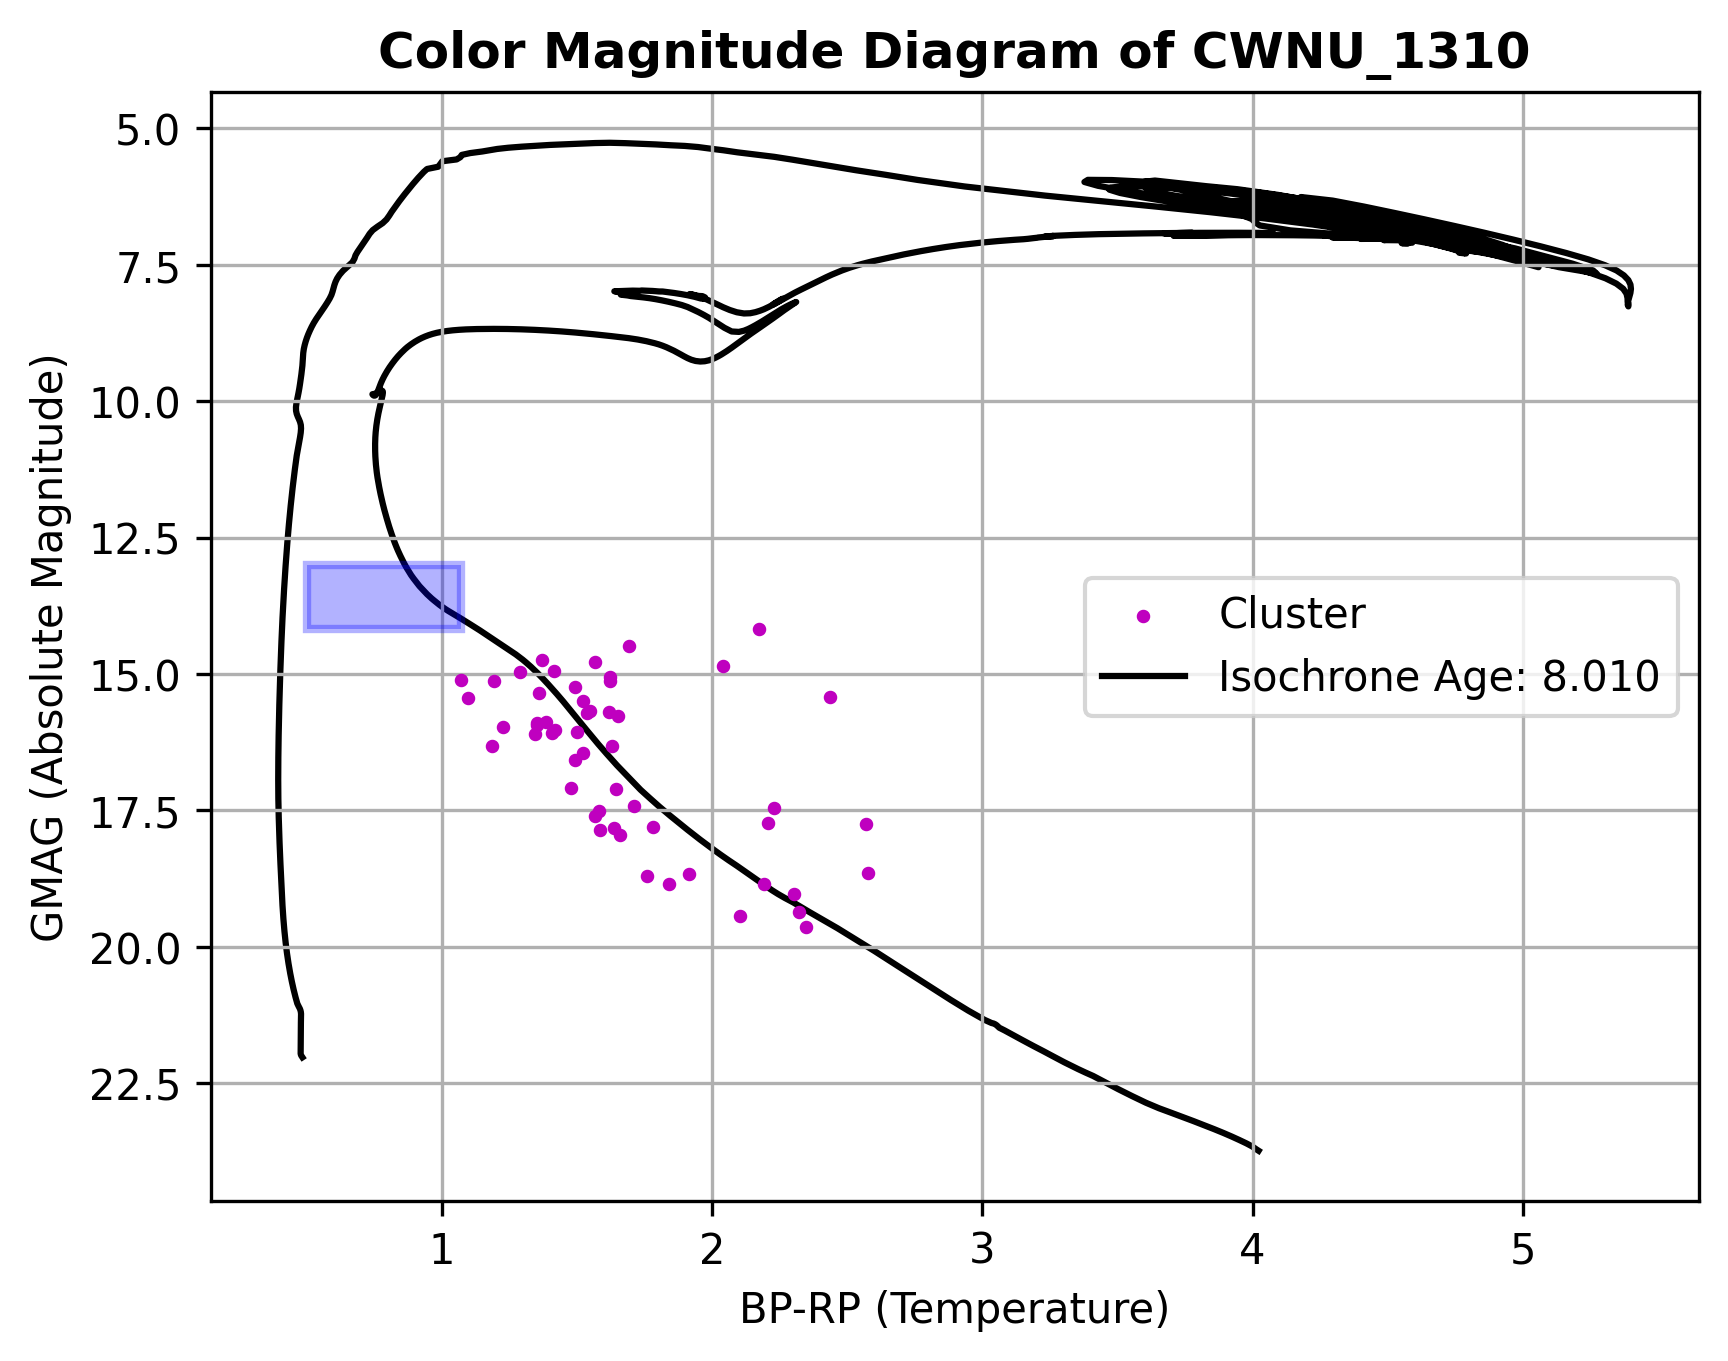 Color Magnitude Diagram of CWNU_1310
GMAG (Absolute Magnitude)
5.0
7.5
10.0
12.5
15.0
17.5
20.0
22.5
Cluster
Isochrone Age: 8.010
1 2 3 4 5
BP-RP (Temperature)